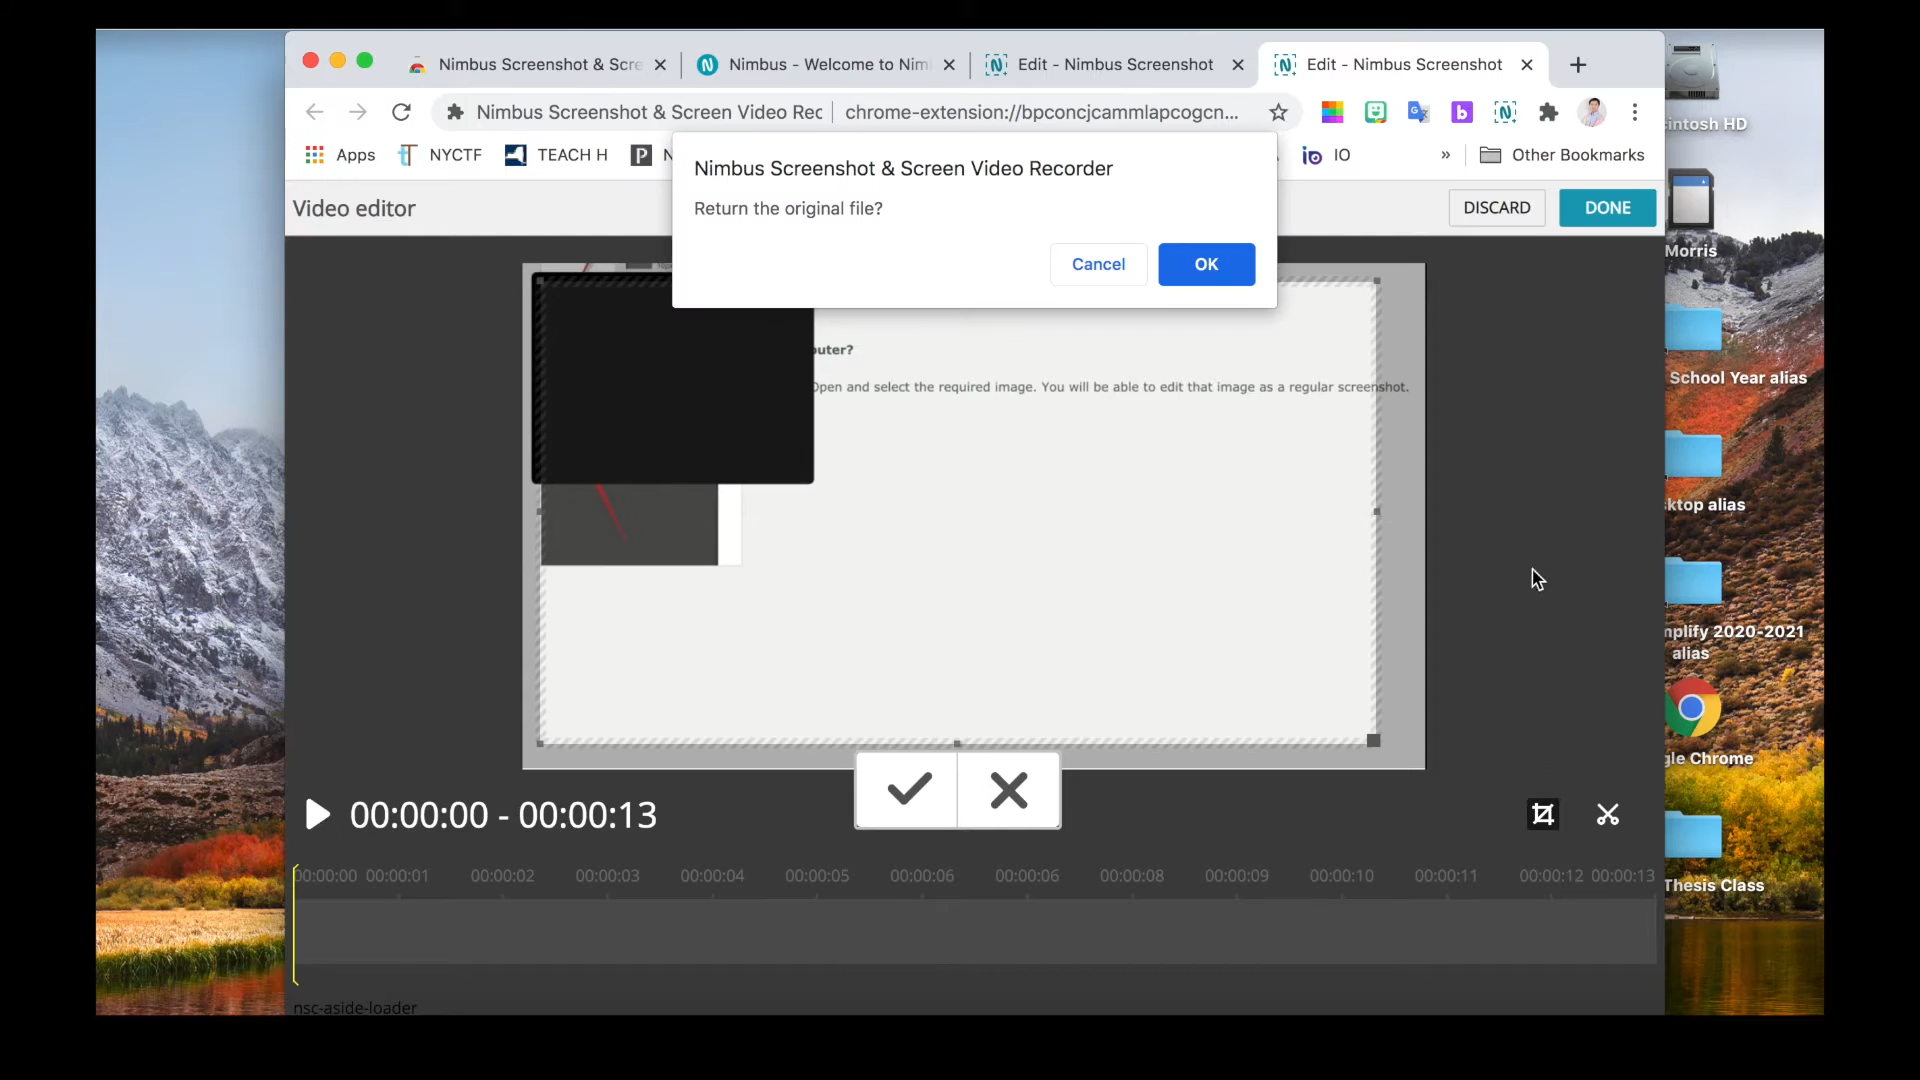 Nimbus Screenshot & Scre
Nimbus - Welcome to Nim
Edit - Nimbus Screenshot
Edit - Nimbus Screenshot
Nimbus Screenshot & Screen Video Rec
chrome-extension://bpconcjcammlapcogcn...
Apps
NYCTF
TEACH H
N
IO
»
Other Bookmarks
Nimbus Screenshot & Screen Video Recorder
Return the original file?
Cancel
OK
Video editor
DISCARD
DONE
outer?
Open and select the required image. You will be able to edit that image as a regular screenshot.
00:00:00 - 00:00:13
00:00:00 00:00:01 00:00:02 00:00:03 00:00:04 00:00:05 00:00:06 00:00:06 00:00:08 00:00:09 00:00:10 00:00:11 00:00:12 00:00:13
nsc-aside-loader
intosh HD
Morris
School Year alias
ktop alias
mplify 2020-2021
alias
gle Chrome
Thesis Class